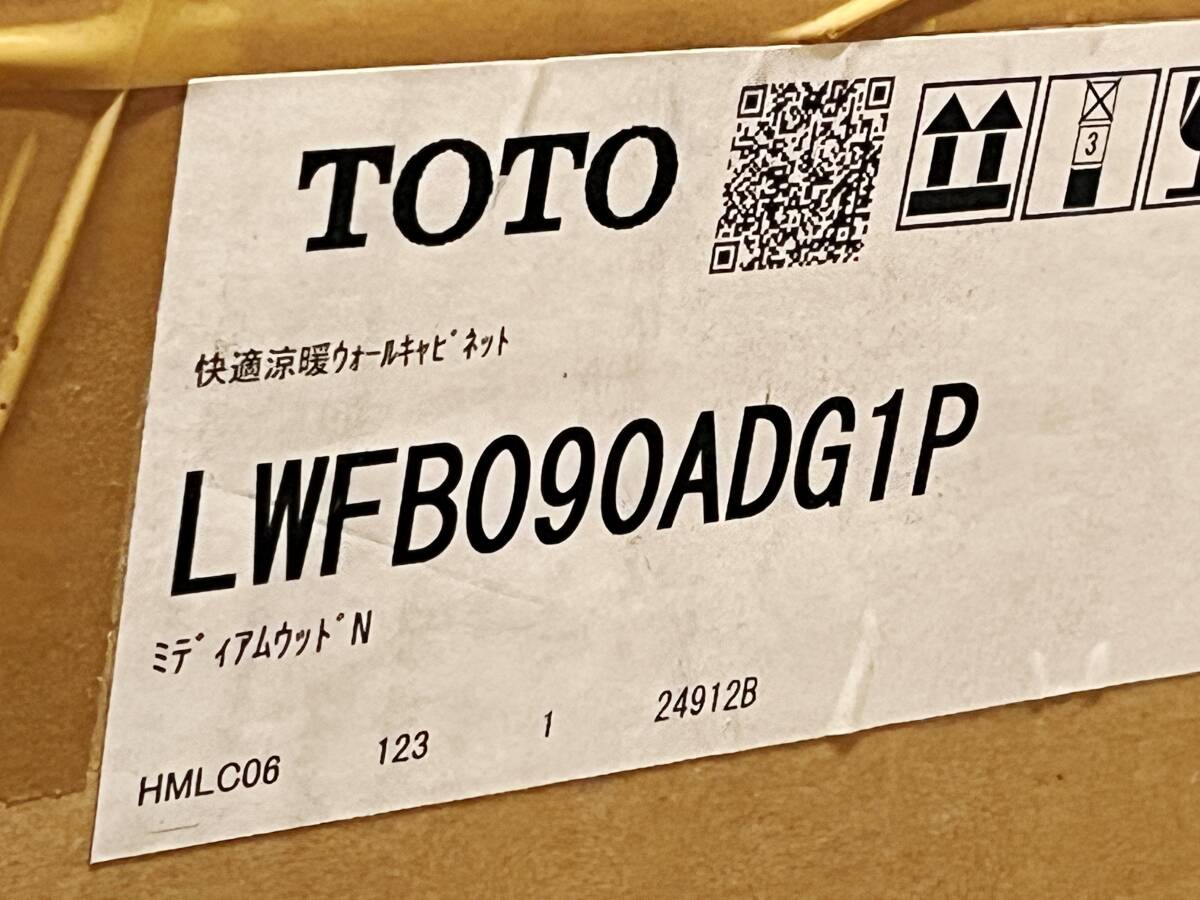 TOTO
3
快適涼暖ｳｫｰﾙｷｬﾋﾞﾈｯﾄ
LWFB090ADG1P
ﾐﾃﾞｨｱﾑｳｯﾄﾞN
HMLC06 123 1 24912B